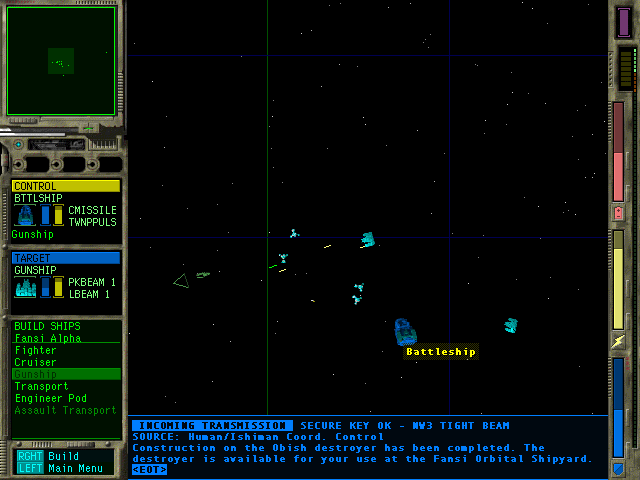 CONTROL
BTTLSHIP
CMISSILE
TWNPPULS
Gunship
TARGET
GUNSHIP
PKBEAM 1
LBEAM 1
BUILD SHIPS
Fansi Alpha
Fighter
Cruiser
Gunship
Transport
Engineer Pod
Assault Transport
RGHT Build
LEFT Main Menu
Battleship
INCOMING TRANSMISSION SECURE KEY OK - NW3 TIGHT BEAM
SOURCE: Human/Ishiman Coord. Control
Construction on the Obish destroyer has been completed. The
destroyer is available for your use at the Fansi Orbital Shipyard.
<EOT>